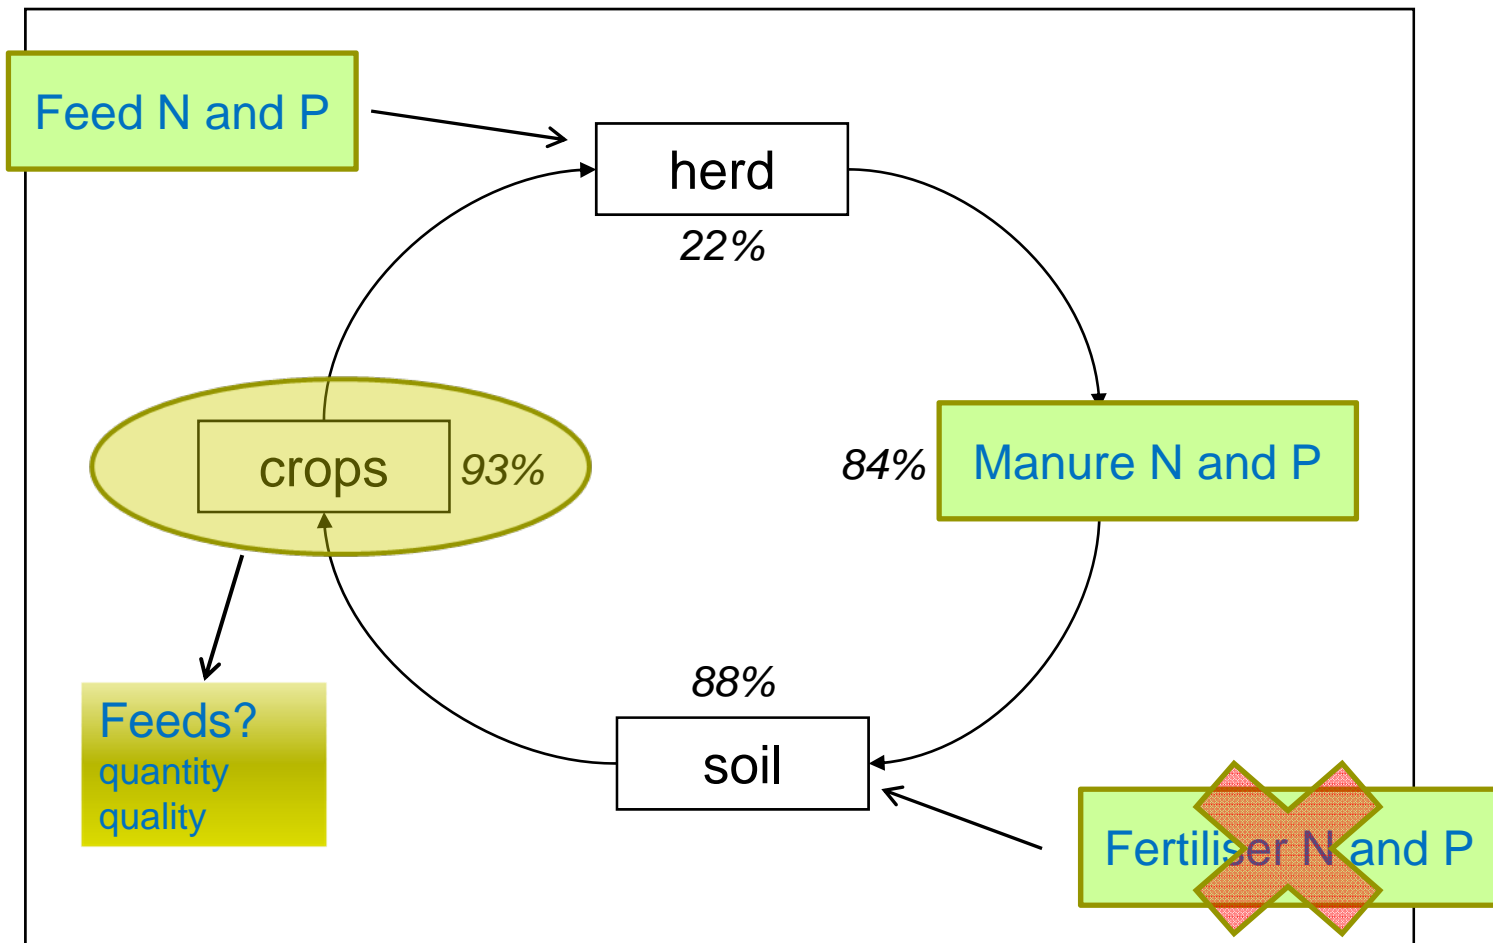 Feed N and P
herd
22%
crops
93%
84%
Manure N and P
88%
soil
Feeds?
quantity
quality
Fertiliser N and P